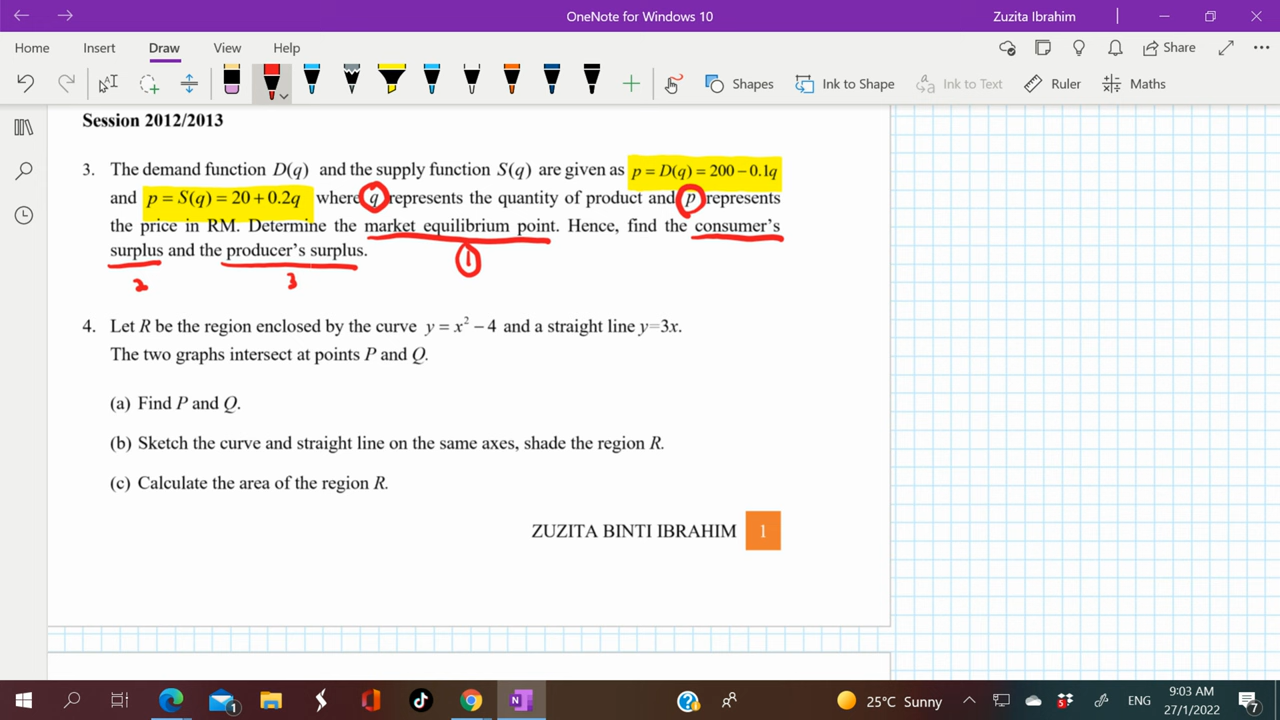 OneNote for Windows 10
Zuzita Ibrahim
Home Insert Draw View Help
Share
Shapes
Ink to Shape
Ink to Text
Ruler
Maths
Session 2012/2013
3. The demand function D(q) and the supply function S(q) are given as p = D(q) = 200 − 0.1q
and p = S(q) = 20 + 0.2q where q represents the quantity of product and p represents
the price in RM. Determine the market equilibrium point. Hence, find the consumer's
surplus and the producer's surplus.
1
2
3
4. Let R be the region enclosed by the curve y = x² − 4 and a straight line y=3x.
The two graphs intersect at points P and Q.
(a) Find P and Q.
(b) Sketch the curve and straight line on the same axes, shade the region R.
(c) Calculate the area of the region R.
ZUZITA BINTI IBRAHIM 1
1
25°C Sunny
ENG
9:03 AM
27/1/2022
7